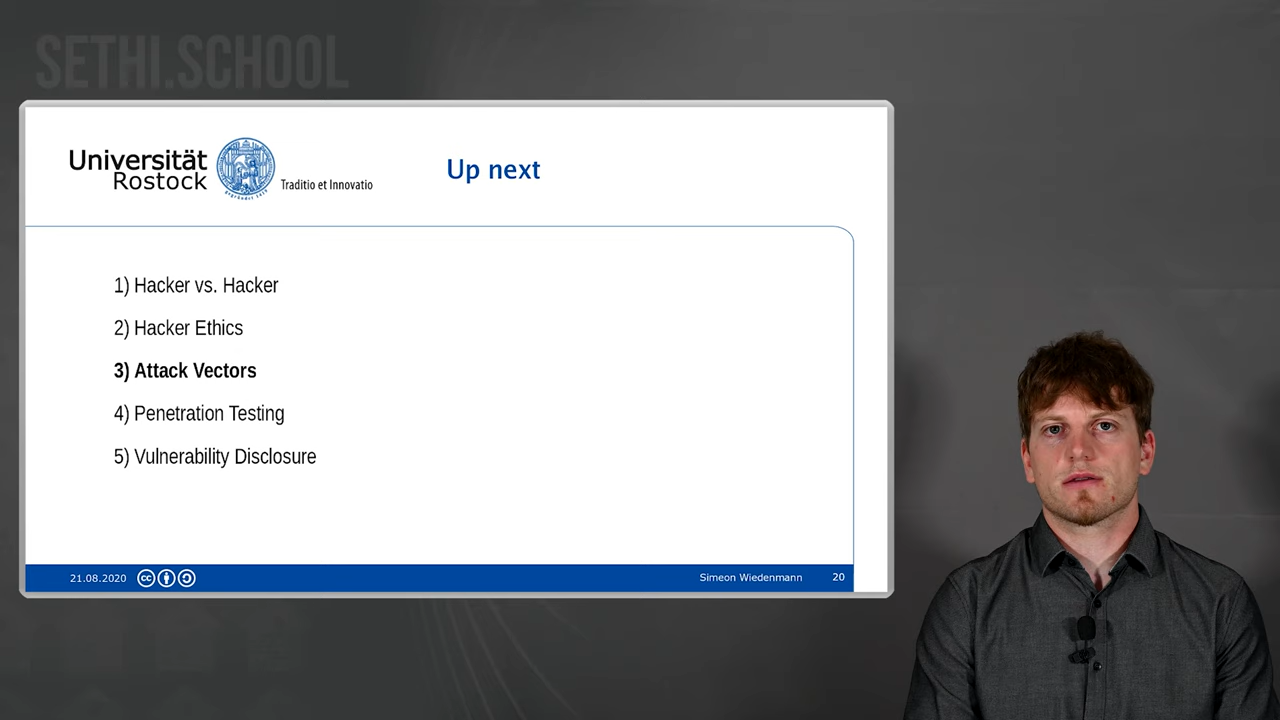 SETHI.SCHOOL
Universität
Rostock
Traditio et Innovatio
Up next
1) Hacker vs. Hacker
2) Hacker Ethics
3) Attack Vectors
4) Penetration Testing
5) Vulnerability Disclosure
21.08.2020
Simeon Wiedenmann
20